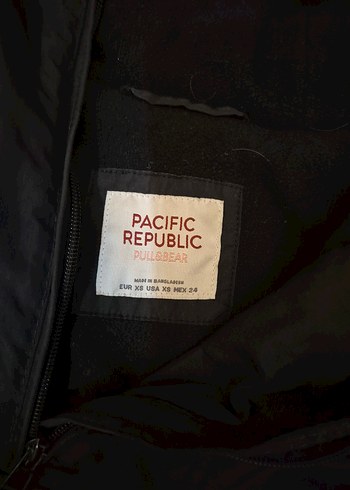 PACIFIC
REPUBLIC
PULL&BEAR
MADE IN BANGLADESH
EUR XS USA XS MEX 24